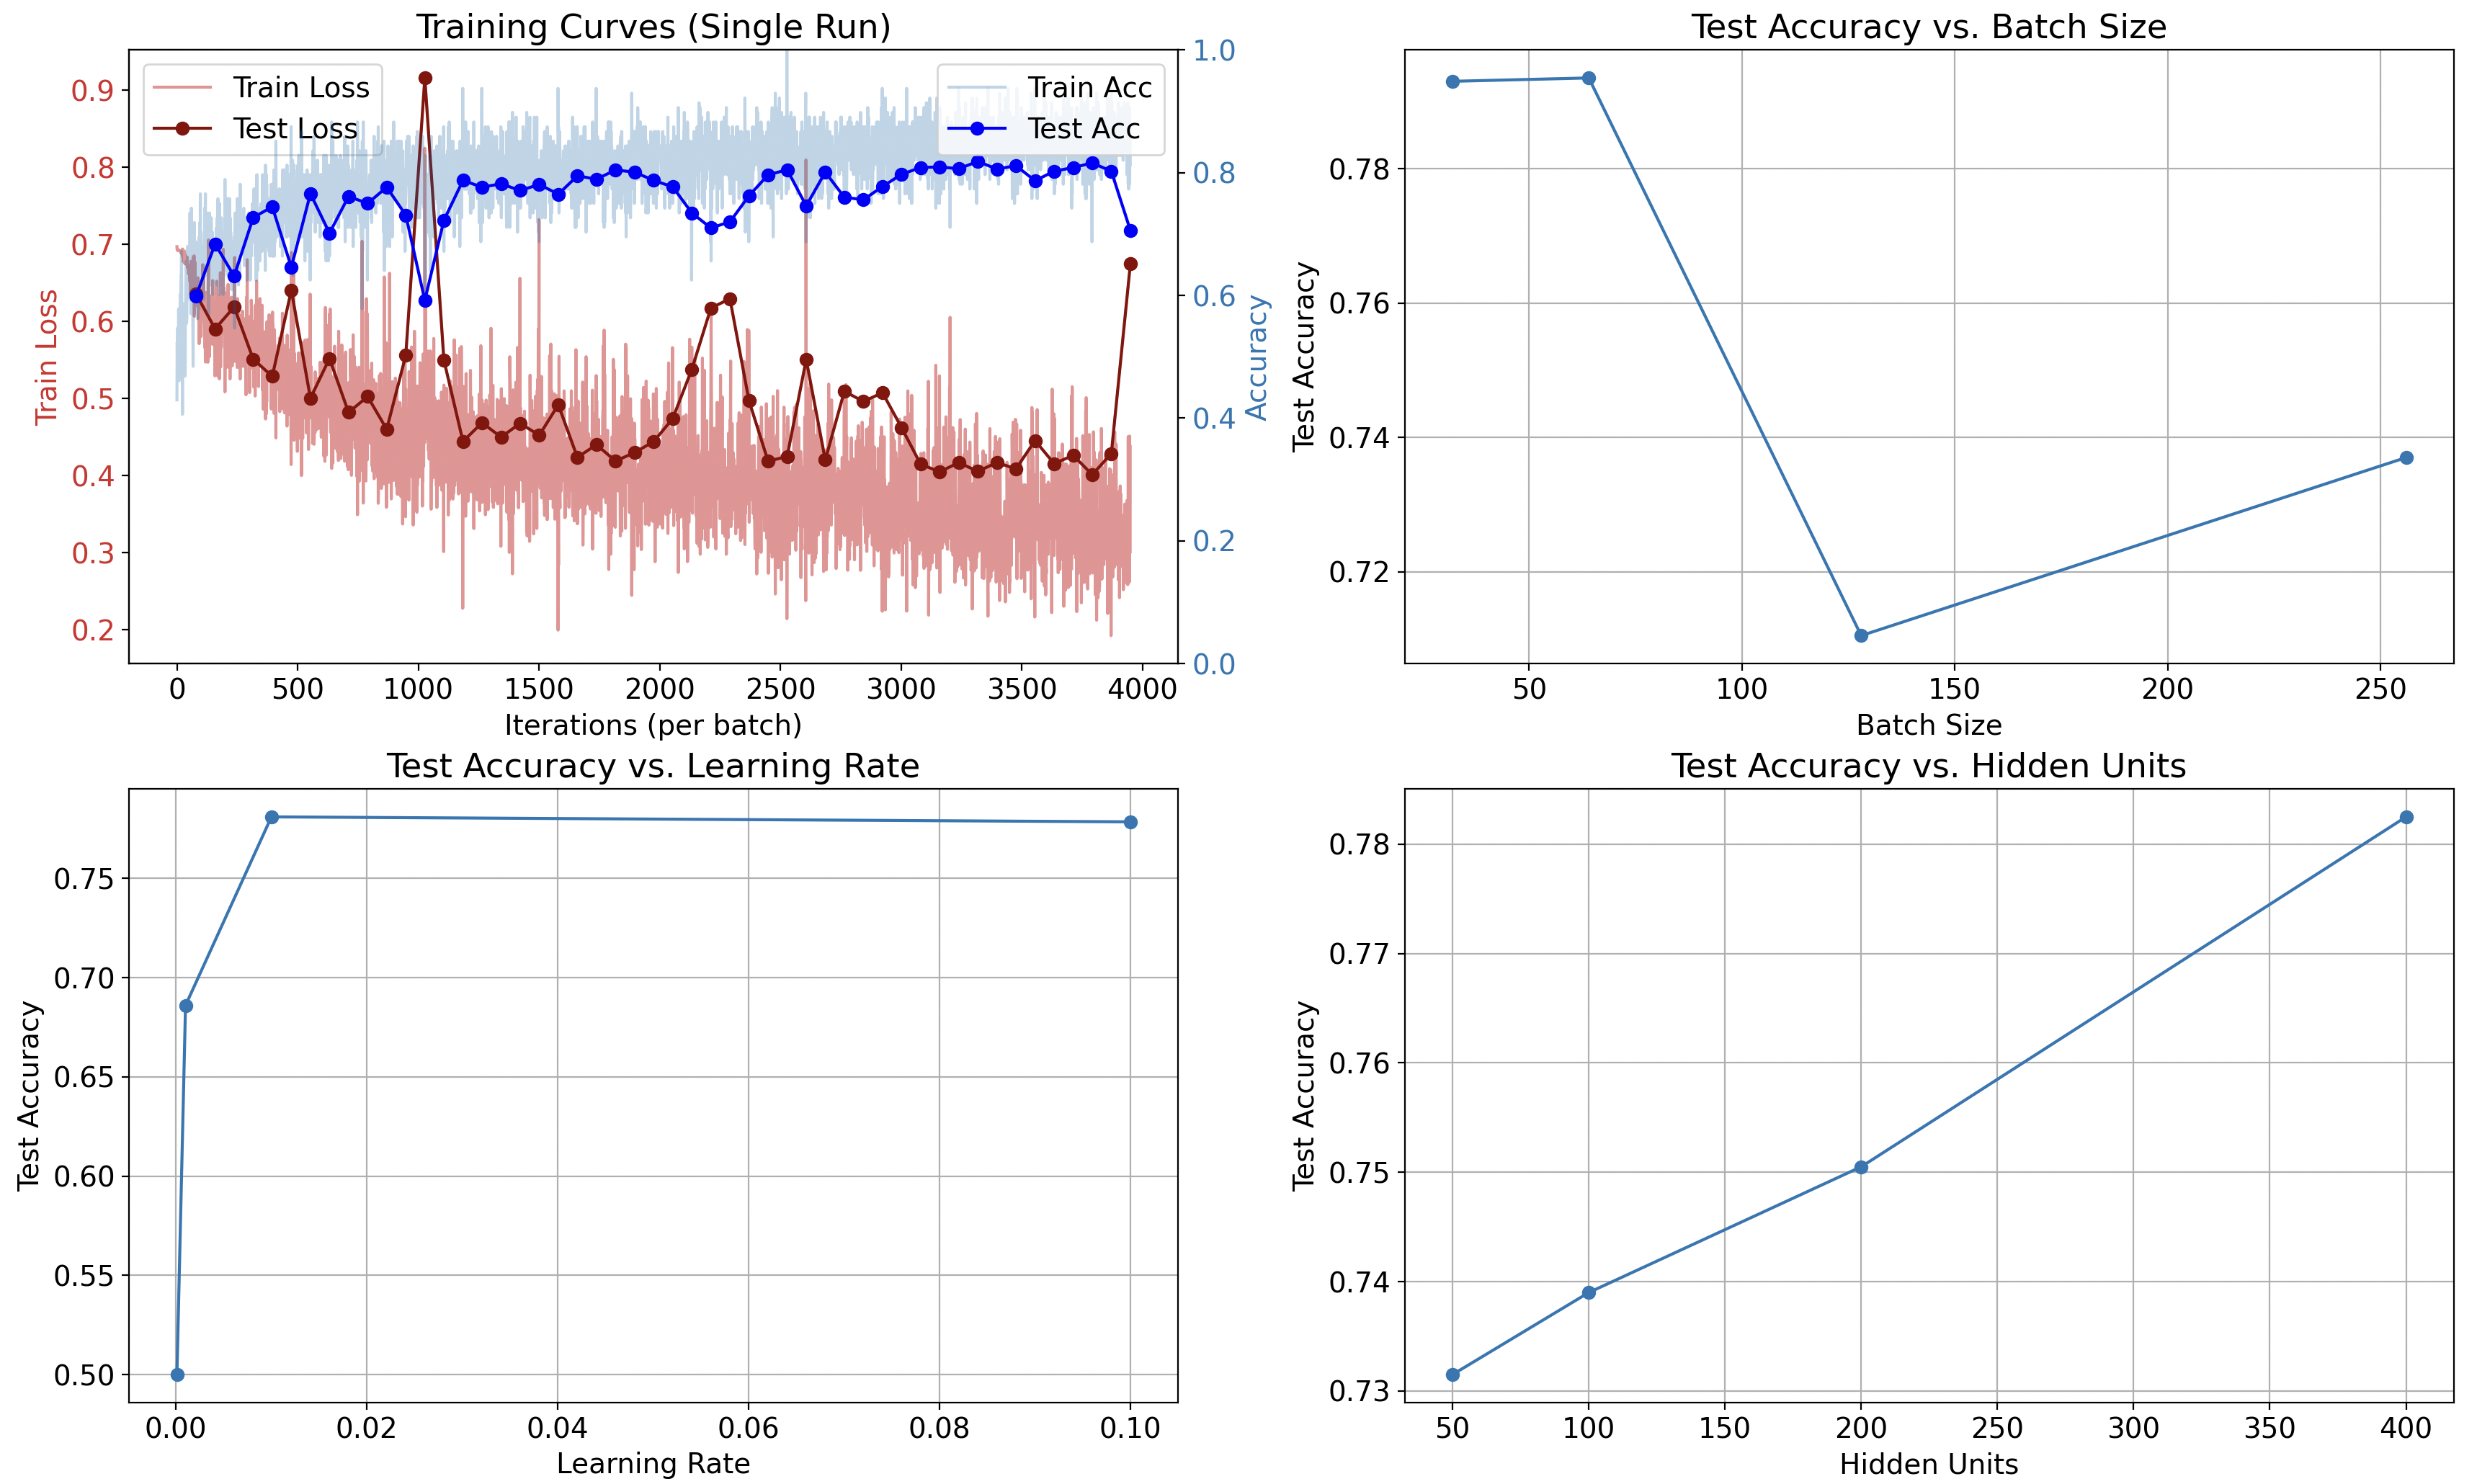 Training Curves (Single Run)
Train Loss
Test Loss
Train Acc
Test Acc
0.9
0.8
0.7
0.6
0.5
0.4
0.3
0.2
Train Loss
1.0
0.8
0.6
0.4
0.2
0.0
Accuracy
0 500 1000 1500 2000 2500 3000 3500 4000
Iterations (per batch)
Test Accuracy vs. Batch Size
0.78
0.76
0.74
0.72
Test Accuracy
50 100 150 200 250
Batch Size
Test Accuracy vs. Learning Rate
0.75
0.70
0.65
0.60
0.55
0.50
Test Accuracy
0.00 0.02 0.04 0.06 0.08 0.10
Learning Rate
Test Accuracy vs. Hidden Units
0.78
0.77
0.76
0.75
0.74
0.73
Test Accuracy
50 100 150 200 250 300 350 400
Hidden Units